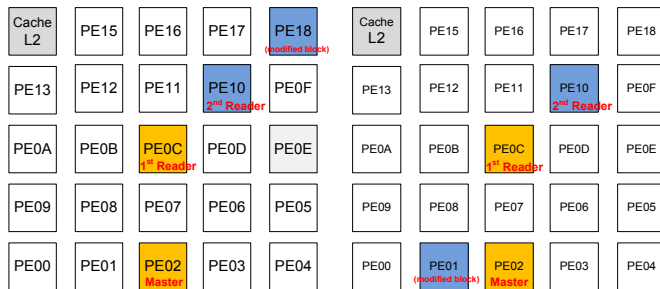 Cache L2 PE15 PE16 PE17 PE18 (modified block) Cache L2 PE15 PE16 PE17 PE18
PE13 PE12 PE11 PE10 2nd Reader PE0F PE13 PE12 PE11 PE10 2nd Reader PE0F
PE0A PE0B PE0C 1st Reader PE0D PE0E PE0A PE0B PE0C 1st Reader PE0D PE0E
PE09 PE08 PE07 PE06 PE05 PE09 PE08 PE07 PE06 PE05
PE00 PE01 PE02 Master PE03 PE04 PE00 PE01 (modified block) PE02 Master PE03 PE04